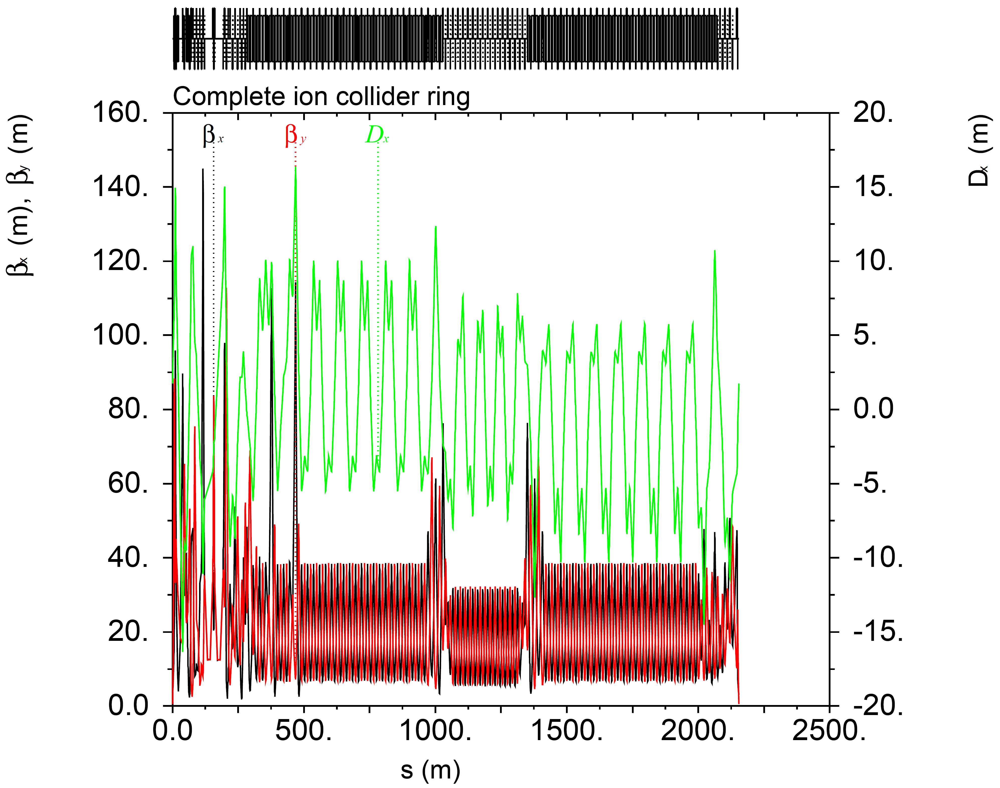 Complete ion collider ring
βx (m), βy (m)
160.
140.
120.
100.
80.
60.
40.
20.
0.0
βx
βy
Dx
20.
15.
10.
5.
0.0
-5.
-10.
-15.
-20.
Dx (m)
0.0 500. 1000. 1500. 2000. 2500.
s (m)